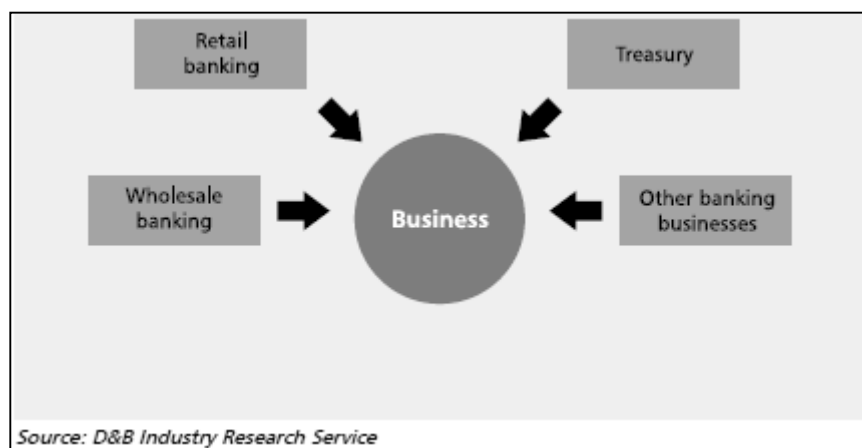 Retail
banking
Treasury
Wholesale
banking
Business
Other banking
businesses
Source: D&B Industry Research Service